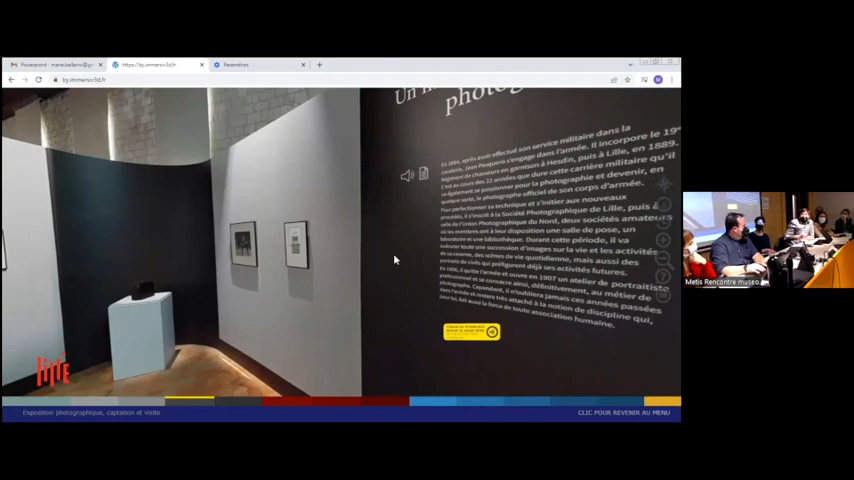 Powerpoint - marie.ballarin@gm
https://by.immersiv3d.fr
Paramètres
by.immersiv3d.fr
Un
photog
En 1884, après avoir effectué son service militaire dans la
cavalerie, Jean Pasquero s'engage dans l'armée. Il incorpore le 19e
Régiment de chasseurs en garnison à Hesdin, puis à Lille, en 1889.
C'est au cours des 22 années que dure cette carrière militaire qu'il
va également se passionner pour la photographie et devenir, en
quelque sorte, le photographe officiel de son corps d'armée.
Pour perfectionner sa technique et s'initier aux nouveaux
procédés, il s'inscrit à la Société Photographique de Lille, puis à
celle de l'Union Photographique du Nord, deux sociétés amateurs
où les membres ont à leur disposition une salle de pose, un
laboratoire et une bibliothèque. Durant cette période, il va
exécuter toute une succession d'images sur la vie et les activités
de sa caserne, des scènes de vie quotidienne, mais aussi des
portraits de civils qui préfigurent déjà ses activités futures.
En 1906, il quitte l'armée et ouvre en 1907 un atelier de portraitiste
professionnel et se consacre ainsi, définitivement, au métier de
photographe. Cependant, il n'oubliera jamais ces années passées
dans l'armée et restera très attaché à la notion de discipline qui,
pour lui, fait aussi la force de toute association humaine.
lille
Exposition photographique, captation et visite
CLIC POUR REVENIR AU MENU
Metis Rencontre museo